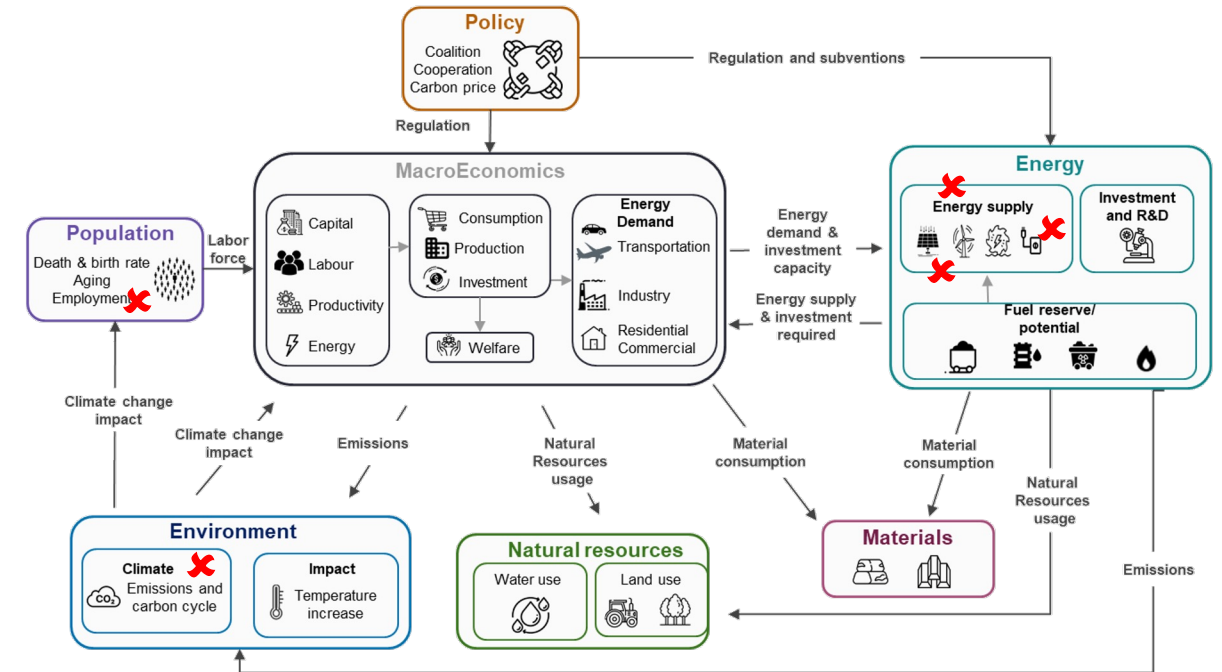 Policy
Coalition
Cooperation
Carbon price
Regulation and subventions
Regulation
MacroEconomics
Capital
Labour
Productivity
Energy
Consumption
Production
Investment
Welfare
Energy
Demand
Transportation
Industry
Residential
Commercial
Population
Death & birth rate
Aging
Employment
Labor
force
Energy
demand &
investment
capacity
Energy supply
& investment
required
Energy
Energy supply
Investment
and R&D
Fuel reserve/
potential
Climate change
impact
Climate change
impact
Emissions
Natural
Resources
usage
Material
consumption
Material
consumption
Natural
Resources
usage
Emissions
Environment
Climate
CO2
Emissions and
carbon cycle
Impact
Temperature
increase
Natural resources
Water use
Land use
Materials